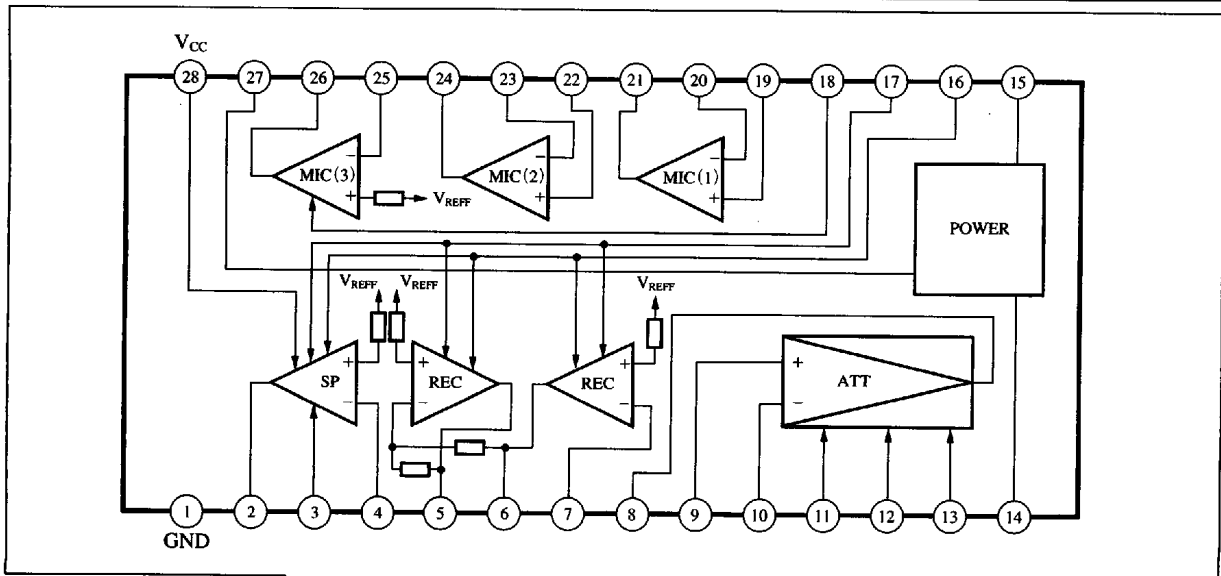 VCC
28 27 26 25 24 23 22 21 20 19 18 17 16 15
MIC(3) − +
VREFF
MIC(2) − +
MIC(1) − +
POWER
VREFF VREFF VREFF
SP + −
REC + −
REC + −
ATT + −
1 2 3 4 5 6 7 8 9 10 11 12 13 14
GND